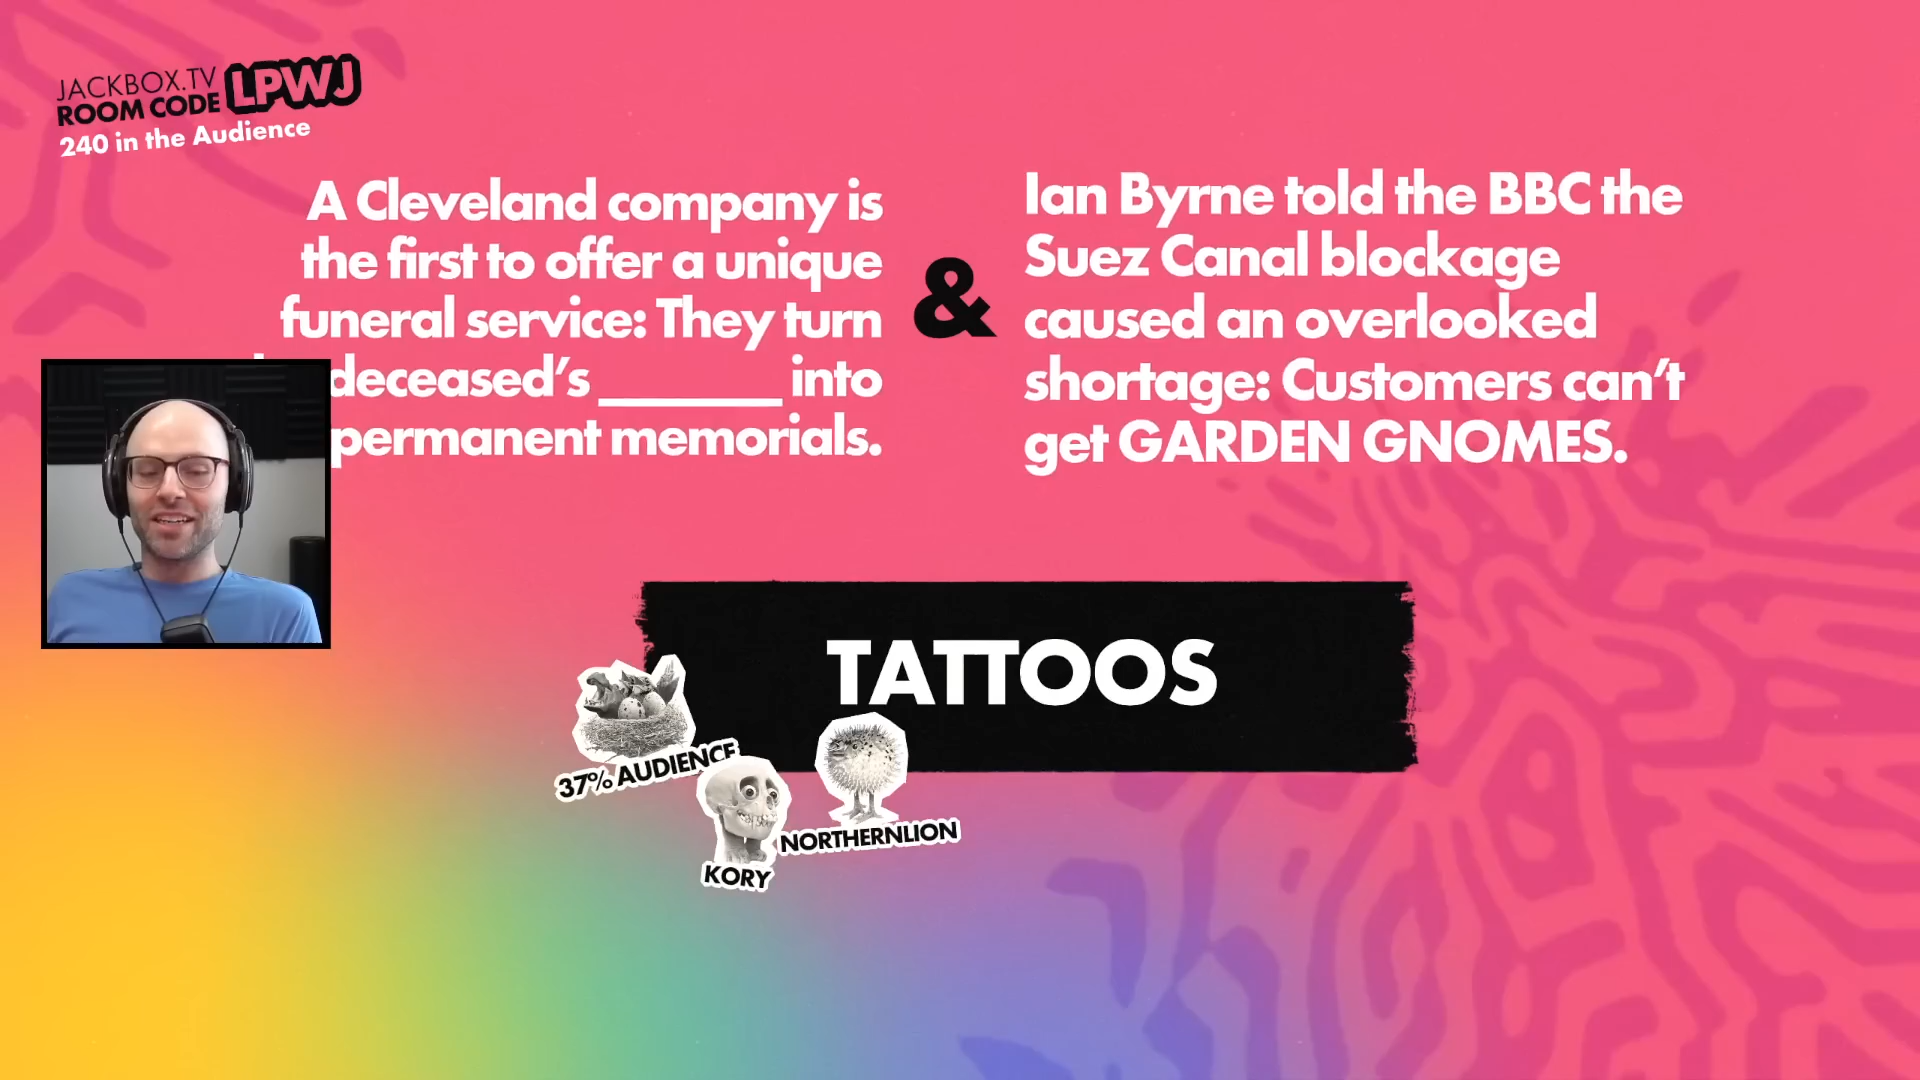 JACKBOX.TV
ROOM CODE LPWJ
240 in the Audience
A Cleveland company is
the first to offer a unique
funeral service: They turn
deceased's ______ into
permanent memorials.
&
Ian Byrne told the BBC the
Suez Canal blockage
caused an overlooked
shortage: Customers can't
get GARDEN GNOMES.
TATTOOS
37% AUDIENCE
KORY
NORTHERNLION